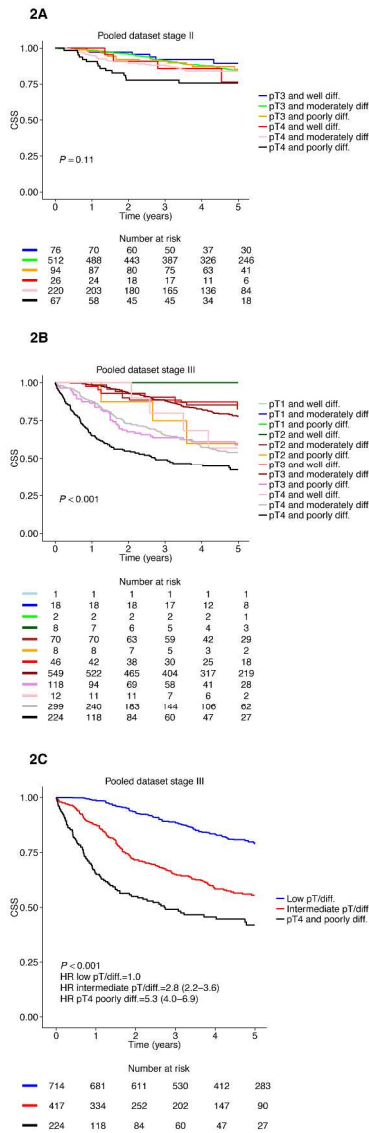 2A
Pooled dataset stage II
1.00
0.75
0.50
0.25
0.00
CSS
P = 0.11
0 1 2 3 4 5
Time (years)
pT3 and well diff.
pT3 and moderately diff.
pT3 and poorly diff.
pT4 and well diff.
pT4 and moderately diff.
pT4 and poorly diff.
Number at risk
76 70 60 50 37 30
512 488 443 387 326 246
94 87 80 75 63 41
26 24 18 17 11 6
220 203 180 165 136 84
67 58 45 45 34 18
2B
Pooled dataset stage III
1.00
0.75
0.50
0.25
0.00
CSS
P < 0.001
0 1 2 3 4 5
Time (years)
pT1 and well diff.
pT1 and moderately diff.
pT1 and poorly diff.
pT2 and well diff.
pT2 and moderately diff.
pT2 and poorly diff.
pT3 and well diff.
pT3 and moderately diff.
pT3 and poorly diff.
pT4 and well diff.
pT4 and moderately diff.
pT4 and poorly diff.
Number at risk
1 1 1 1 1 1
18 18 18 17 12 8
2 2 2 2 2 1
8 7 6 5 4 3
70 70 63 59 42 29
8 8 7 5 3 2
46 42 38 30 25 18
549 522 465 404 317 219
118 94 69 58 41 28
12 11 11 7 6 2
299 240 183 144 106 62
224 118 84 60 47 27
2C
Pooled dataset stage III
1.00
0.75
0.50
0.25
0.00
CSS
P < 0.001
HR low pT/diff.=1.0
HR intermediate pT/diff.=2.8 (2.2–3.6)
HR pT4 poorly diff.=5.3 (4.0–6.9)
0 1 2 3 4 5
Time (years)
Low pT/diff.
Intermediate pT/diff
pT4 and poorly diff.
Number at risk
714 681 611 530 412 283
417 334 252 202 147 90
224 118 84 60 47 27